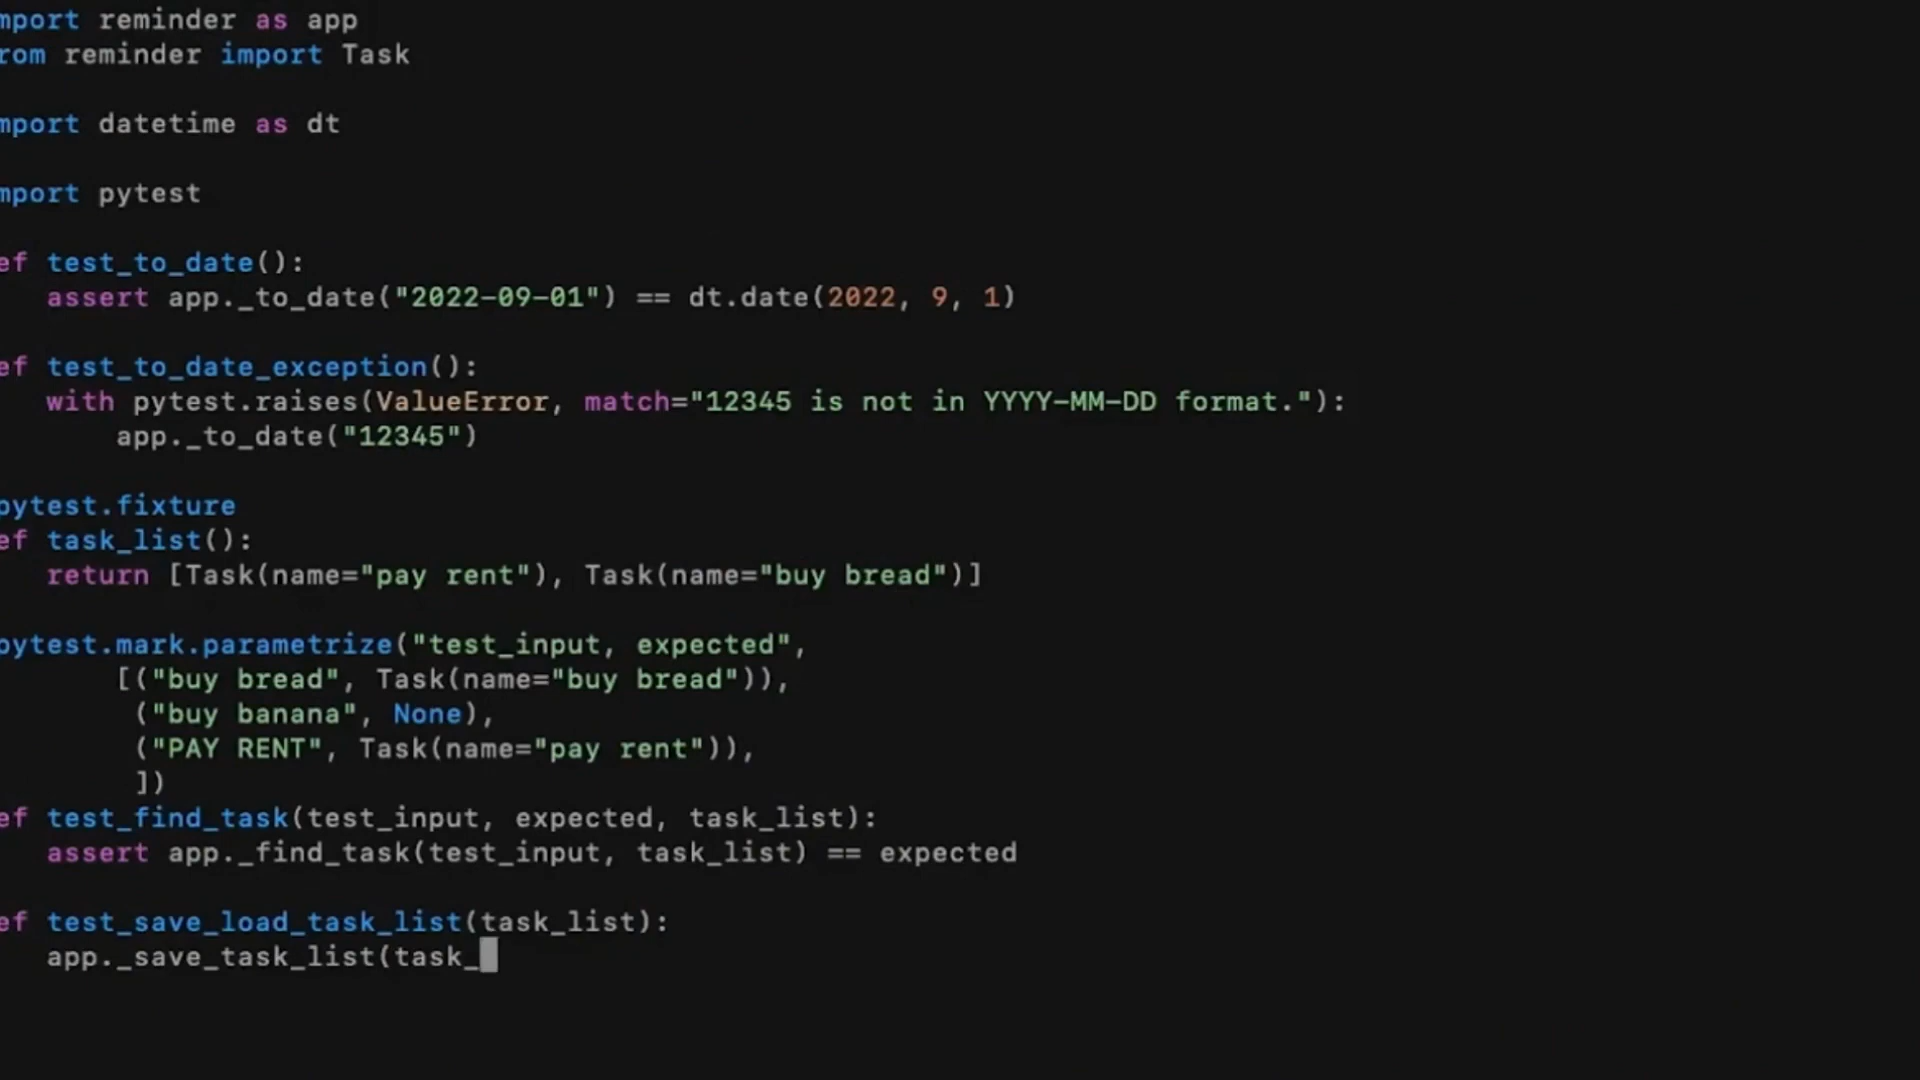 mport reminder as app
rom reminder import Task
mport datetime as dt
mport pytest
ef test_to_date():
assert app._to_date("2022-09-01") == dt.date(2022, 9, 1)
ef test_to_date_exception():
with pytest.raises(ValueError, match="12345 is not in YYYY-MM-DD format."):
app._to_date("12345")
pytest.fixture
ef task_list():
return [Task(name="pay rent"), Task(name="buy bread")]
pytest.mark.parametrize("test_input, expected",
[("buy bread", Task(name="buy bread")),
("buy banana", None),
("PAY RENT", Task(name="pay rent")),
])
ef test_find_task(test_input, expected, task_list):
assert app._find_task(test_input, task_list) == expected
ef test_save_load_task_list(task_list):
app._save_task_list(task_